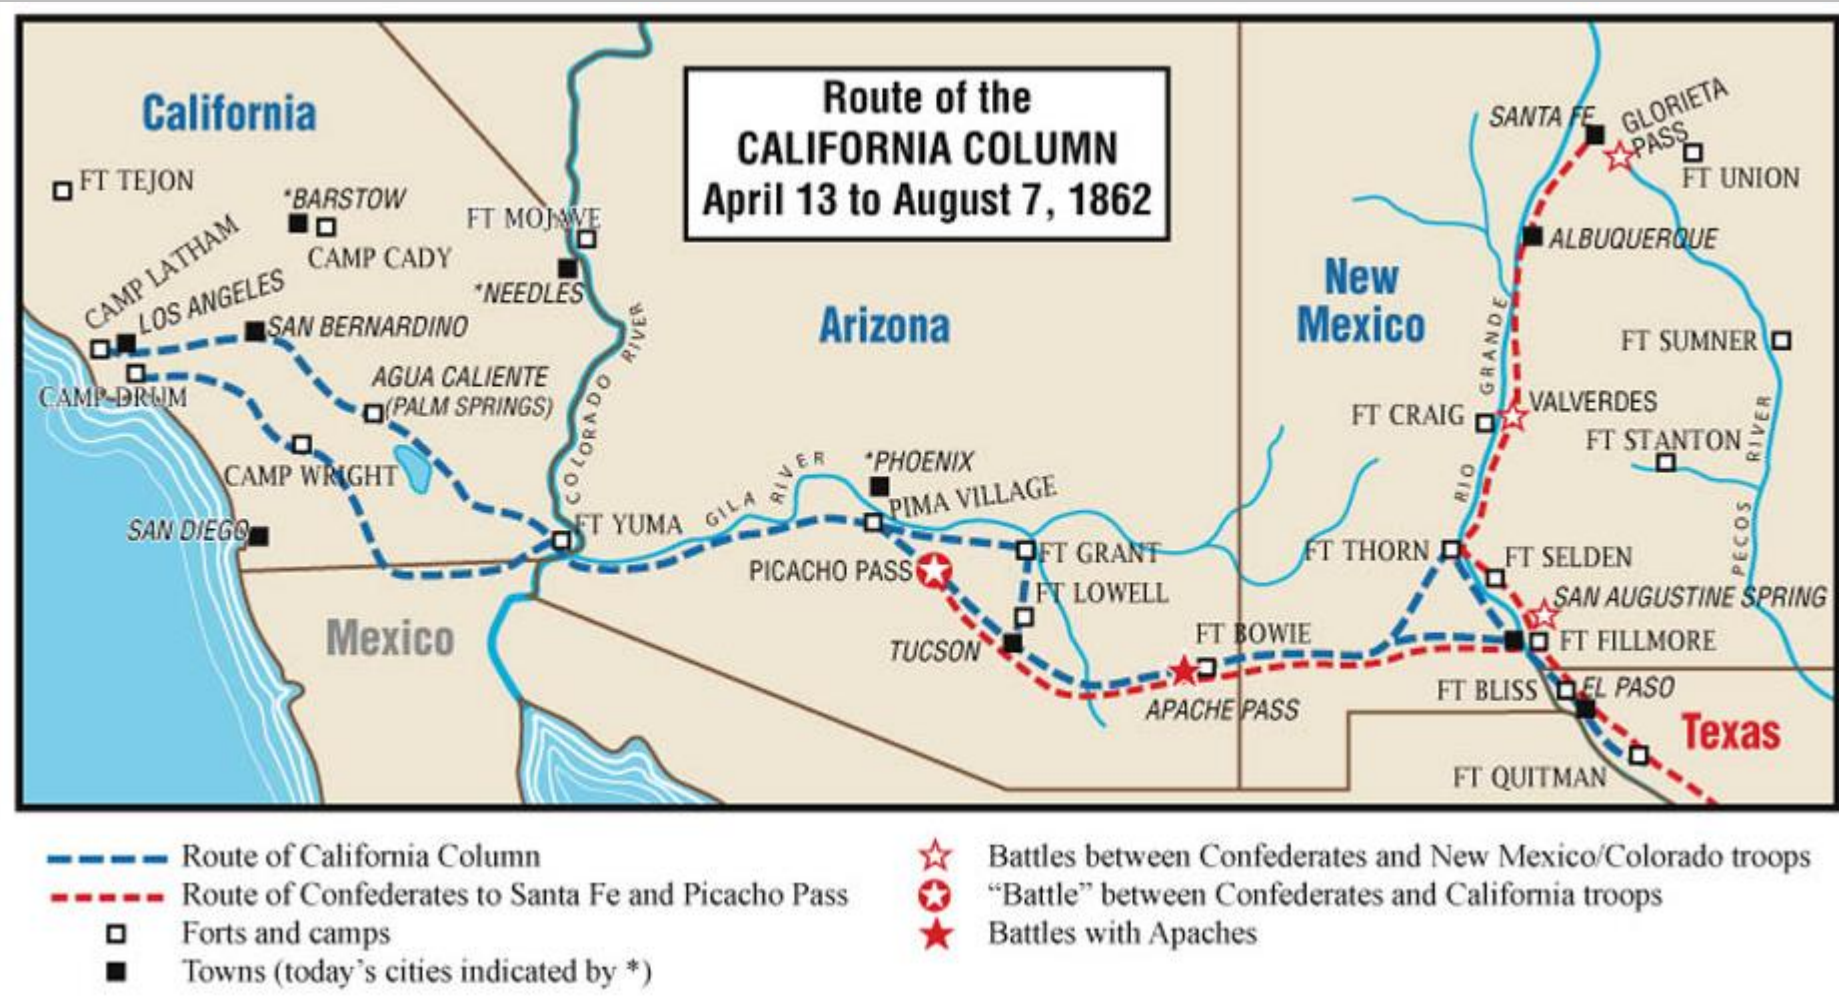 Route of the
CALIFORNIA COLUMN
April 13 to August 7, 1862
California
FT TEJON
*BARSTOW
CAMP CADY
FT MOJAVE
*NEEDLES
CAMP LATHAM
LOS ANGELES
SAN BERNARDINO
CAMP DRUM
AGUA CALIENTE
(PALM SPRINGS)
CAMP WRIGHT
SAN DIEGO
COLORADO RIVER
FT YUMA
Mexico
Arizona
GILA RIVER
*PHOENIX
PIMA VILLAGE
PICACHO PASS
FT GRANT
FT LOWELL
TUCSON
FT BOWIE
APACHE PASS
New
Mexico
SANTA FE
GLORIETA
PASS
FT UNION
ALBUQUERQUE
RIO GRANDE
FT SUMNER
FT CRAIG
VALVERDES
FT STANTON
PECOS RIVER
FT THORN
FT SELDEN
SAN AUGUSTINE SPRING
FT FILLMORE
FT BLISS
EL PASO
Texas
FT QUITMAN
Route of California Column
Route of Confederates to Santa Fe and Picacho Pass
Forts and camps
Towns (today's cities indicated by *)
Battles between Confederates and New Mexico/Colorado troops
“Battle” between Confederates and California troops
Battles with Apaches